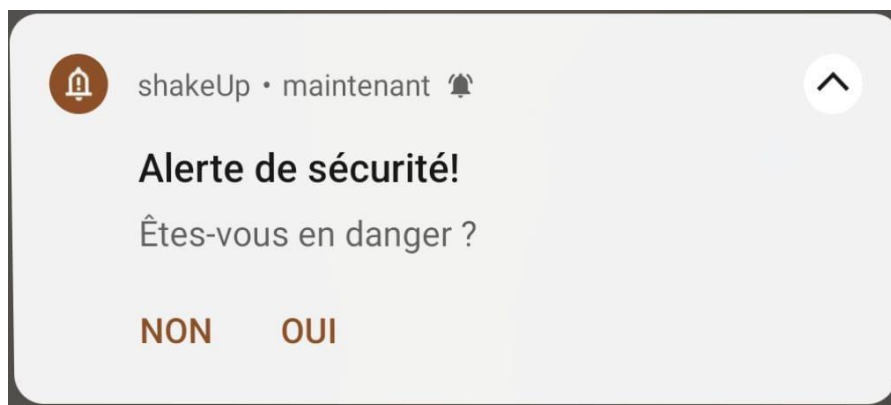 shakeUp • maintenant
Alerte de sécurité!
Êtes-vous en danger ?
NON OUI